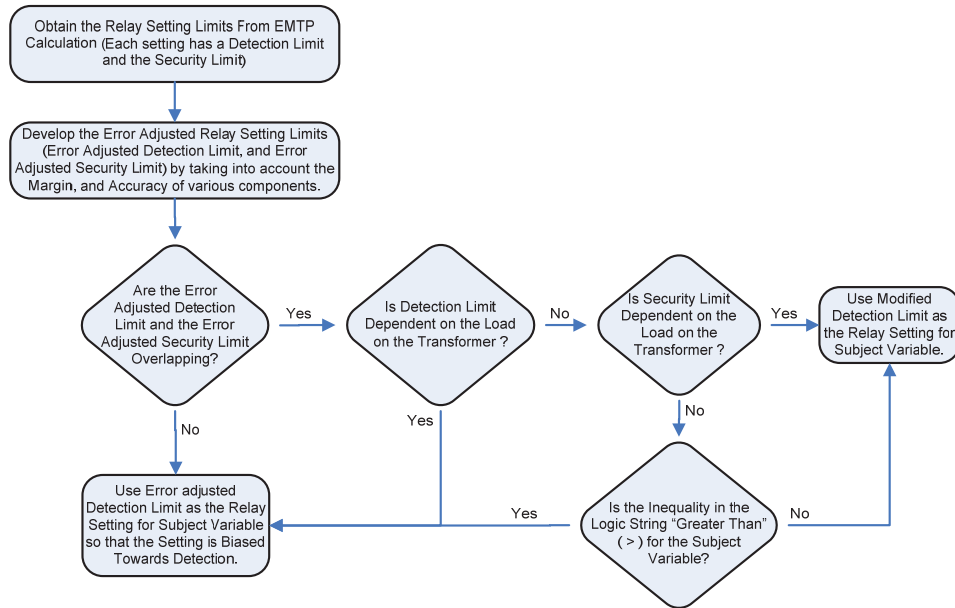 Obtain the Relay Setting Limits From EMTP
Calculation (Each setting has a Detection Limit
and the Security Limit)
Develop the Error Adjusted Relay Setting Limits
(Error Adjusted Detection Limit, and Error
Adjusted Security Limit) by taking into account the
Margin, and Accuracy of various components.
Are the Error
Adjusted Detection
Limit and the Error
Adjusted Security Limit
Overlapping?
Yes
Is Detection Limit
Dependent on the Load
on the Transformer ?
No
Is Security Limit
Dependent on the
Load on the
Transformer ?
Yes
Use Modified
Detection Limit as
the Relay Setting for
Subject Variable.
No
Yes
No
Use Error adjusted
Detection Limit as the Relay
Setting for Subject Variable
so that the Setting is Biased
Towards Detection.
Yes
Is the Inequality in the
Logic String “Greater Than”
( > ) for the Subject
Variable?
No